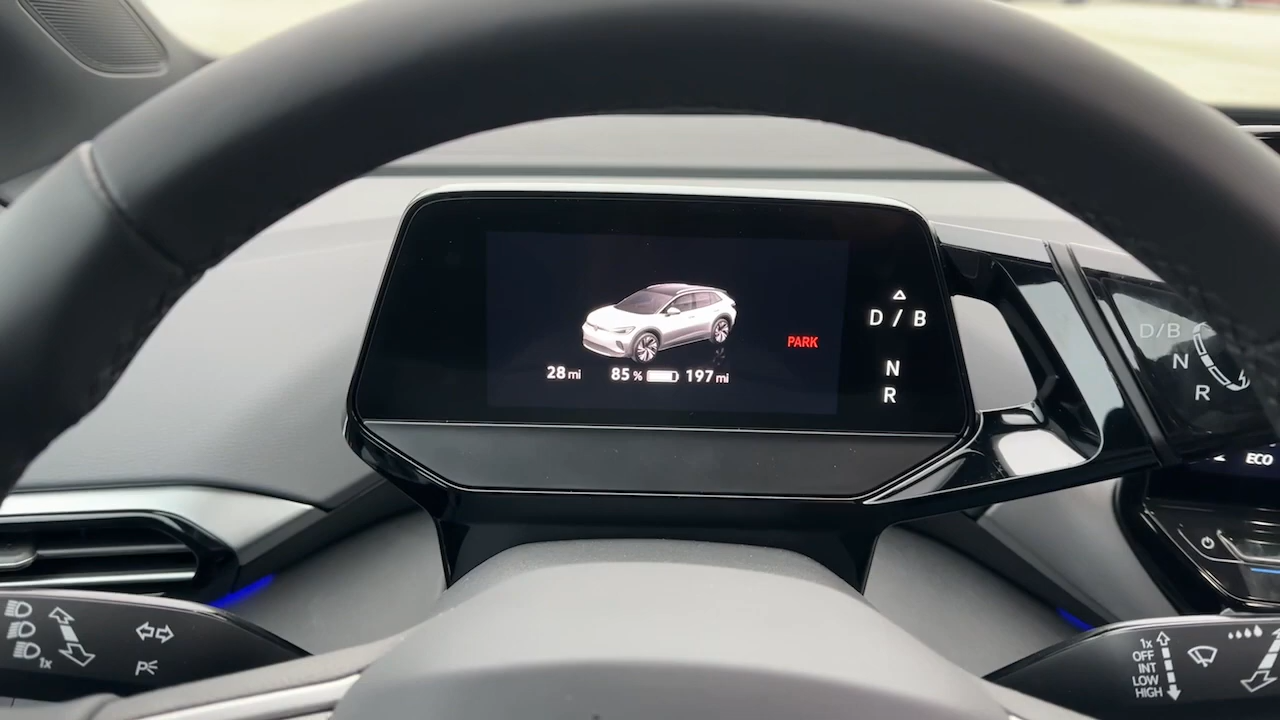 PARK
28 mi 85 % 197 mi
D / B
N
R
D/B
N
R
ECO
1x
P
1x
OFF
INT
LOW
HIGH